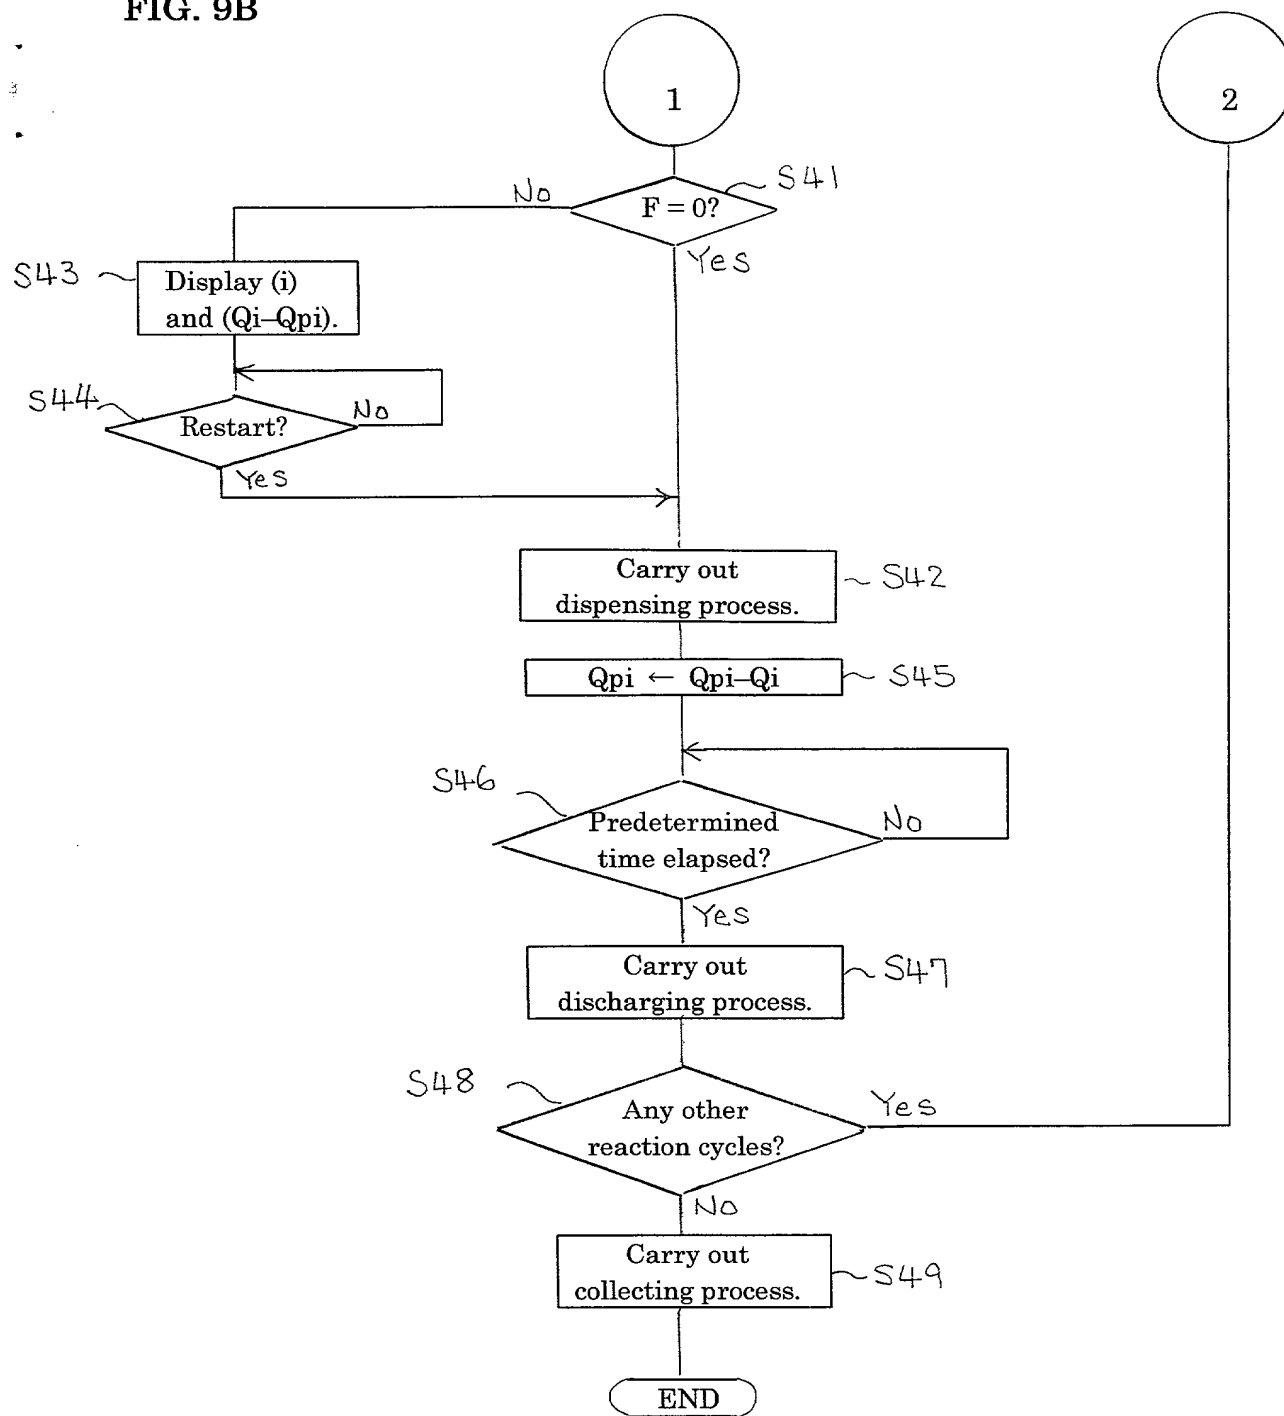 FIG. 9B
1
2
S41
No
F = 0?
Yes
S43
Display (i)
and (Qi–Qpi).
S44
No
Restart?
Yes
Carry out
dispensing process.
S42
Qpi ← Qpi–Qi
S45
S46
Predetermined
time elapsed?
No
Yes
Carry out
discharging process.
S47
S48
Any other
reaction cycles?
Yes
No
Carry out
collecting process.
S49
END